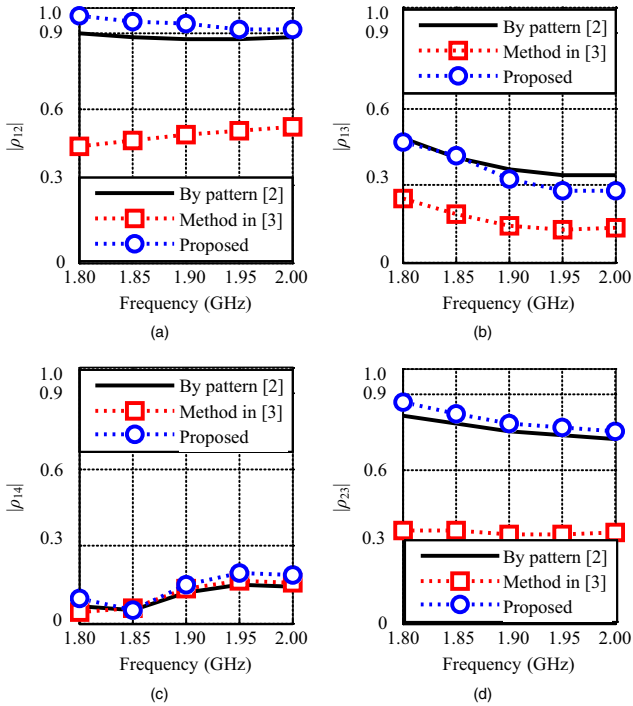 1.0
0.9
0.6
0.3
0
|ρ12|
By pattern [2]
Method in [3]
Proposed
1.80 1.85 1.90 1.95 2.00
Frequency (GHz)
(a)
1.0
0.9
0.6
0.3
0
|ρ13|
By pattern [2]
Method in [3]
Proposed
1.80 1.85 1.90 1.95 2.00
Frequency (GHz)
(b)
1.0
0.9
0.6
0.3
0
|ρ14|
By pattern [2]
Method in [3]
Proposed
1.80 1.85 1.90 1.95 2.00
Frequency (GHz)
(c)
1.0
0.9
0.6
0.3
0
|ρ23|
By pattern [2]
Method in [3]
Proposed
1.80 1.85 1.90 1.95 2.00
Frequency (GHz)
(d)